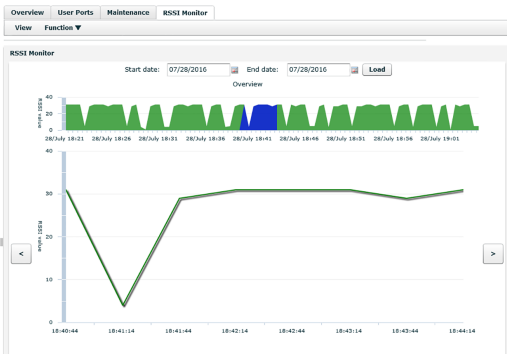 Overview User Ports Maintenance RSSI Monitor
View Function ▼
RSSI Monitor
Start date: 07/28/2016 End date: 07/28/2016 Load
Overview
RSSI value
40
20
0
28/July 18:21 28/July 18:26 28/July 18:31 28/July 18:36 28/July 18:41 28/July 18:46 28/July 18:51 28/July 18:56 28/July 19:01
RSSI value
40
30
20
10
0
< >
18:40:44 18:41:14 18:41:44 18:42:14 18:42:44 18:43:14 18:43:44 18:44:14